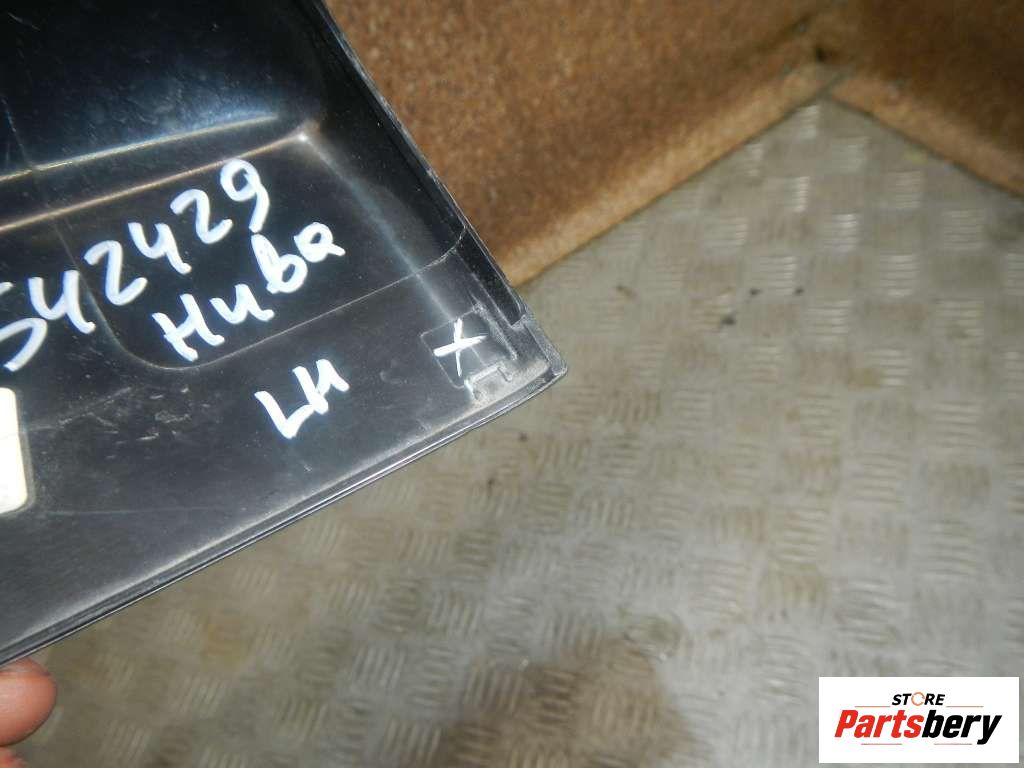 542429
Нива
LH
X
STORE
Partsbery